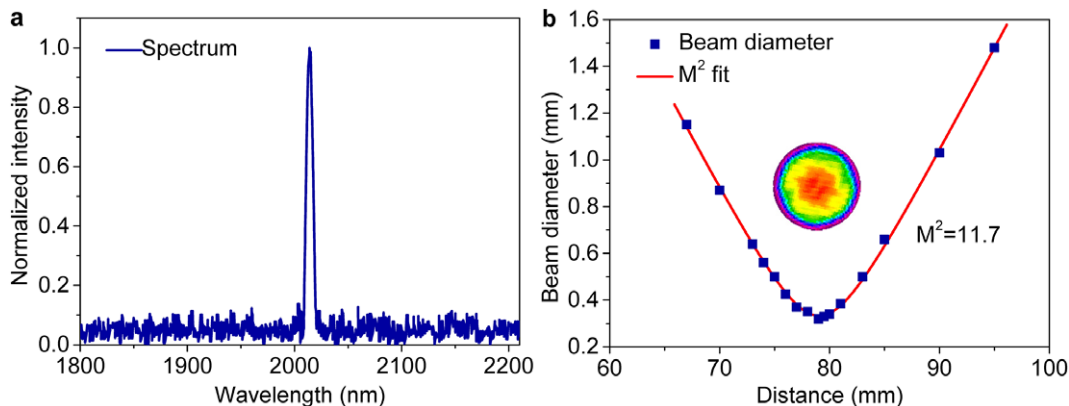 a
Spectrum
1.0
0.8
0.6
0.4
0.2
0.0
Normalized intensity
1800
1900
2000
2100
2200
Wavelength (nm)
b
Beam diameter
M² fit
1.6
1.4
1.2
1.0
0.8
0.6
0.4
0.2
Beam diameter (mm)
M²=11.7
60
70
80
90
100
Distance (mm)